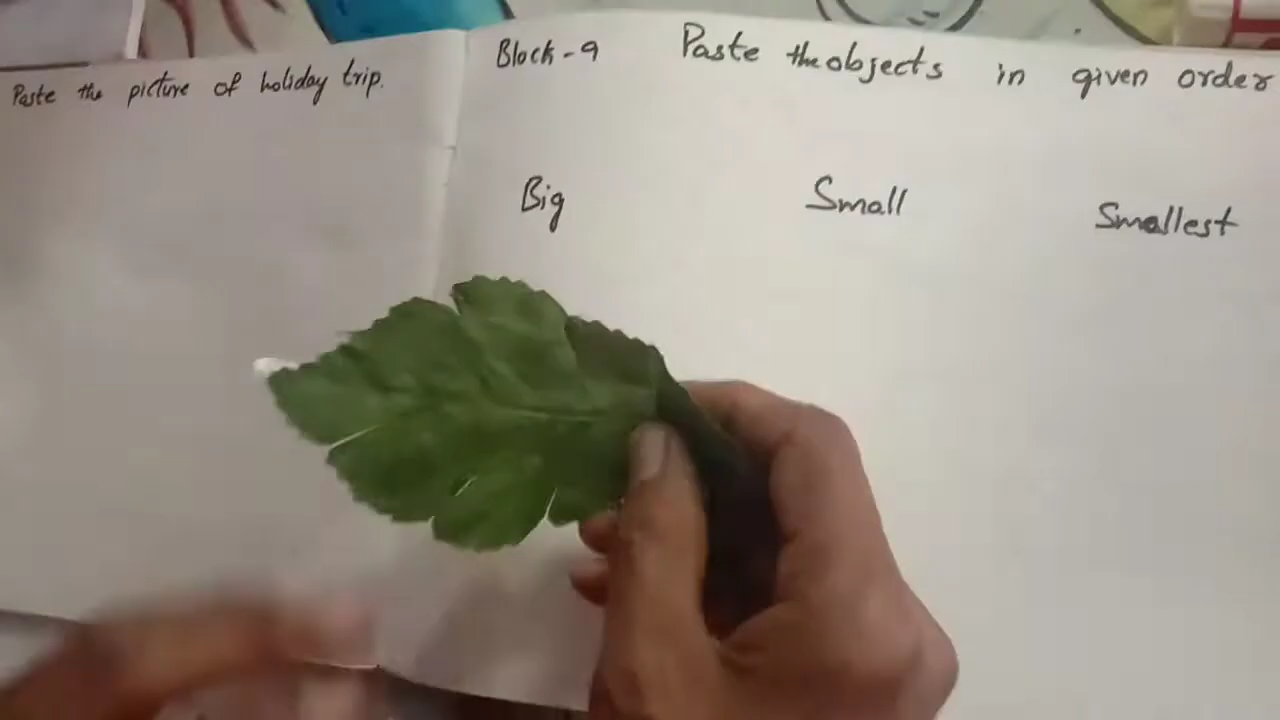 Paste the picture of holiday trip.
Block-9 Paste the objects in given order
Big Small Smallest